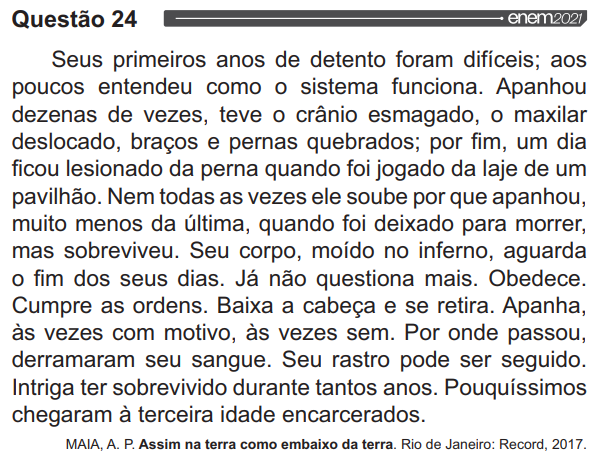 Questão 24
enem2021
Seus primeiros anos de detento foram difíceis; aos
poucos entendeu como o sistema funciona. Apanhou
dezenas de vezes, teve o crânio esmagado, o maxilar
deslocado, braços e pernas quebrados; por fim, um dia
ficou lesionado da perna quando foi jogado da laje de um
pavilhão. Nem todas as vezes ele soube por que apanhou,
muito menos da última, quando foi deixado para morrer,
mas sobreviveu. Seu corpo, moído no inferno, aguarda
o fim dos seus dias. Já não questiona mais. Obedece.
Cumpre as ordens. Baixa a cabeça e se retira. Apanha,
às vezes com motivo, às vezes sem. Por onde passou,
derramaram seu sangue. Seu rastro pode ser seguido.
Intriga ter sobrevivido durante tantos anos. Pouquíssimos
chegaram à terceira idade encarcerados.
MAIA, A. P. Assim na terra como embaixo da terra. Rio de Janeiro: Record, 2017.